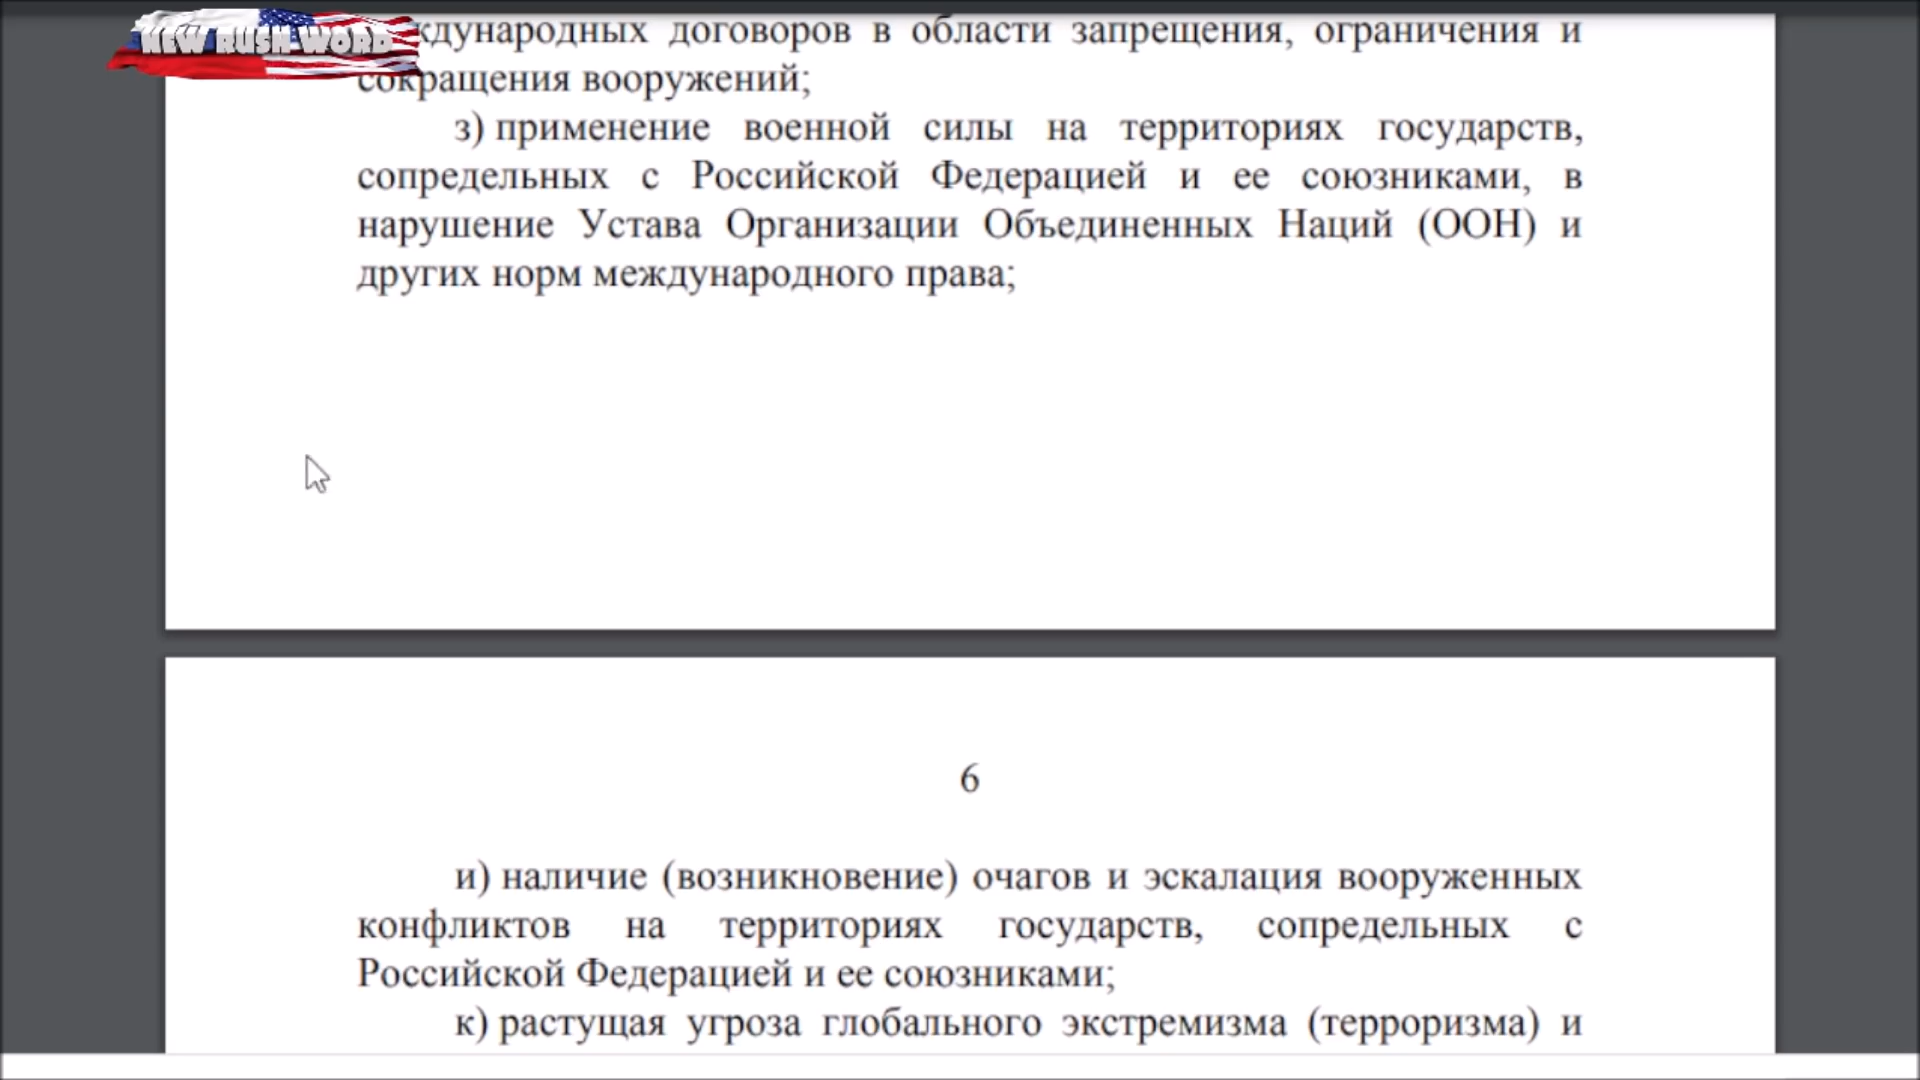 NEW RUSH WORD
ждународных договоров в области запрещения, ограничения и
сокращения вооружений;
з) применение военной силы на территориях государств,
сопредельных с Российской Федерацией и ее союзниками, в
нарушение Устава Организации Объединенных Наций (ООН) и
других норм международного права;
6
и) наличие (возникновение) очагов и эскалация вооруженных
конфликтов на территориях государств, сопредельных с
Российской Федерацией и ее союзниками;
к) растущая угроза глобального экстремизма (терроризма) и